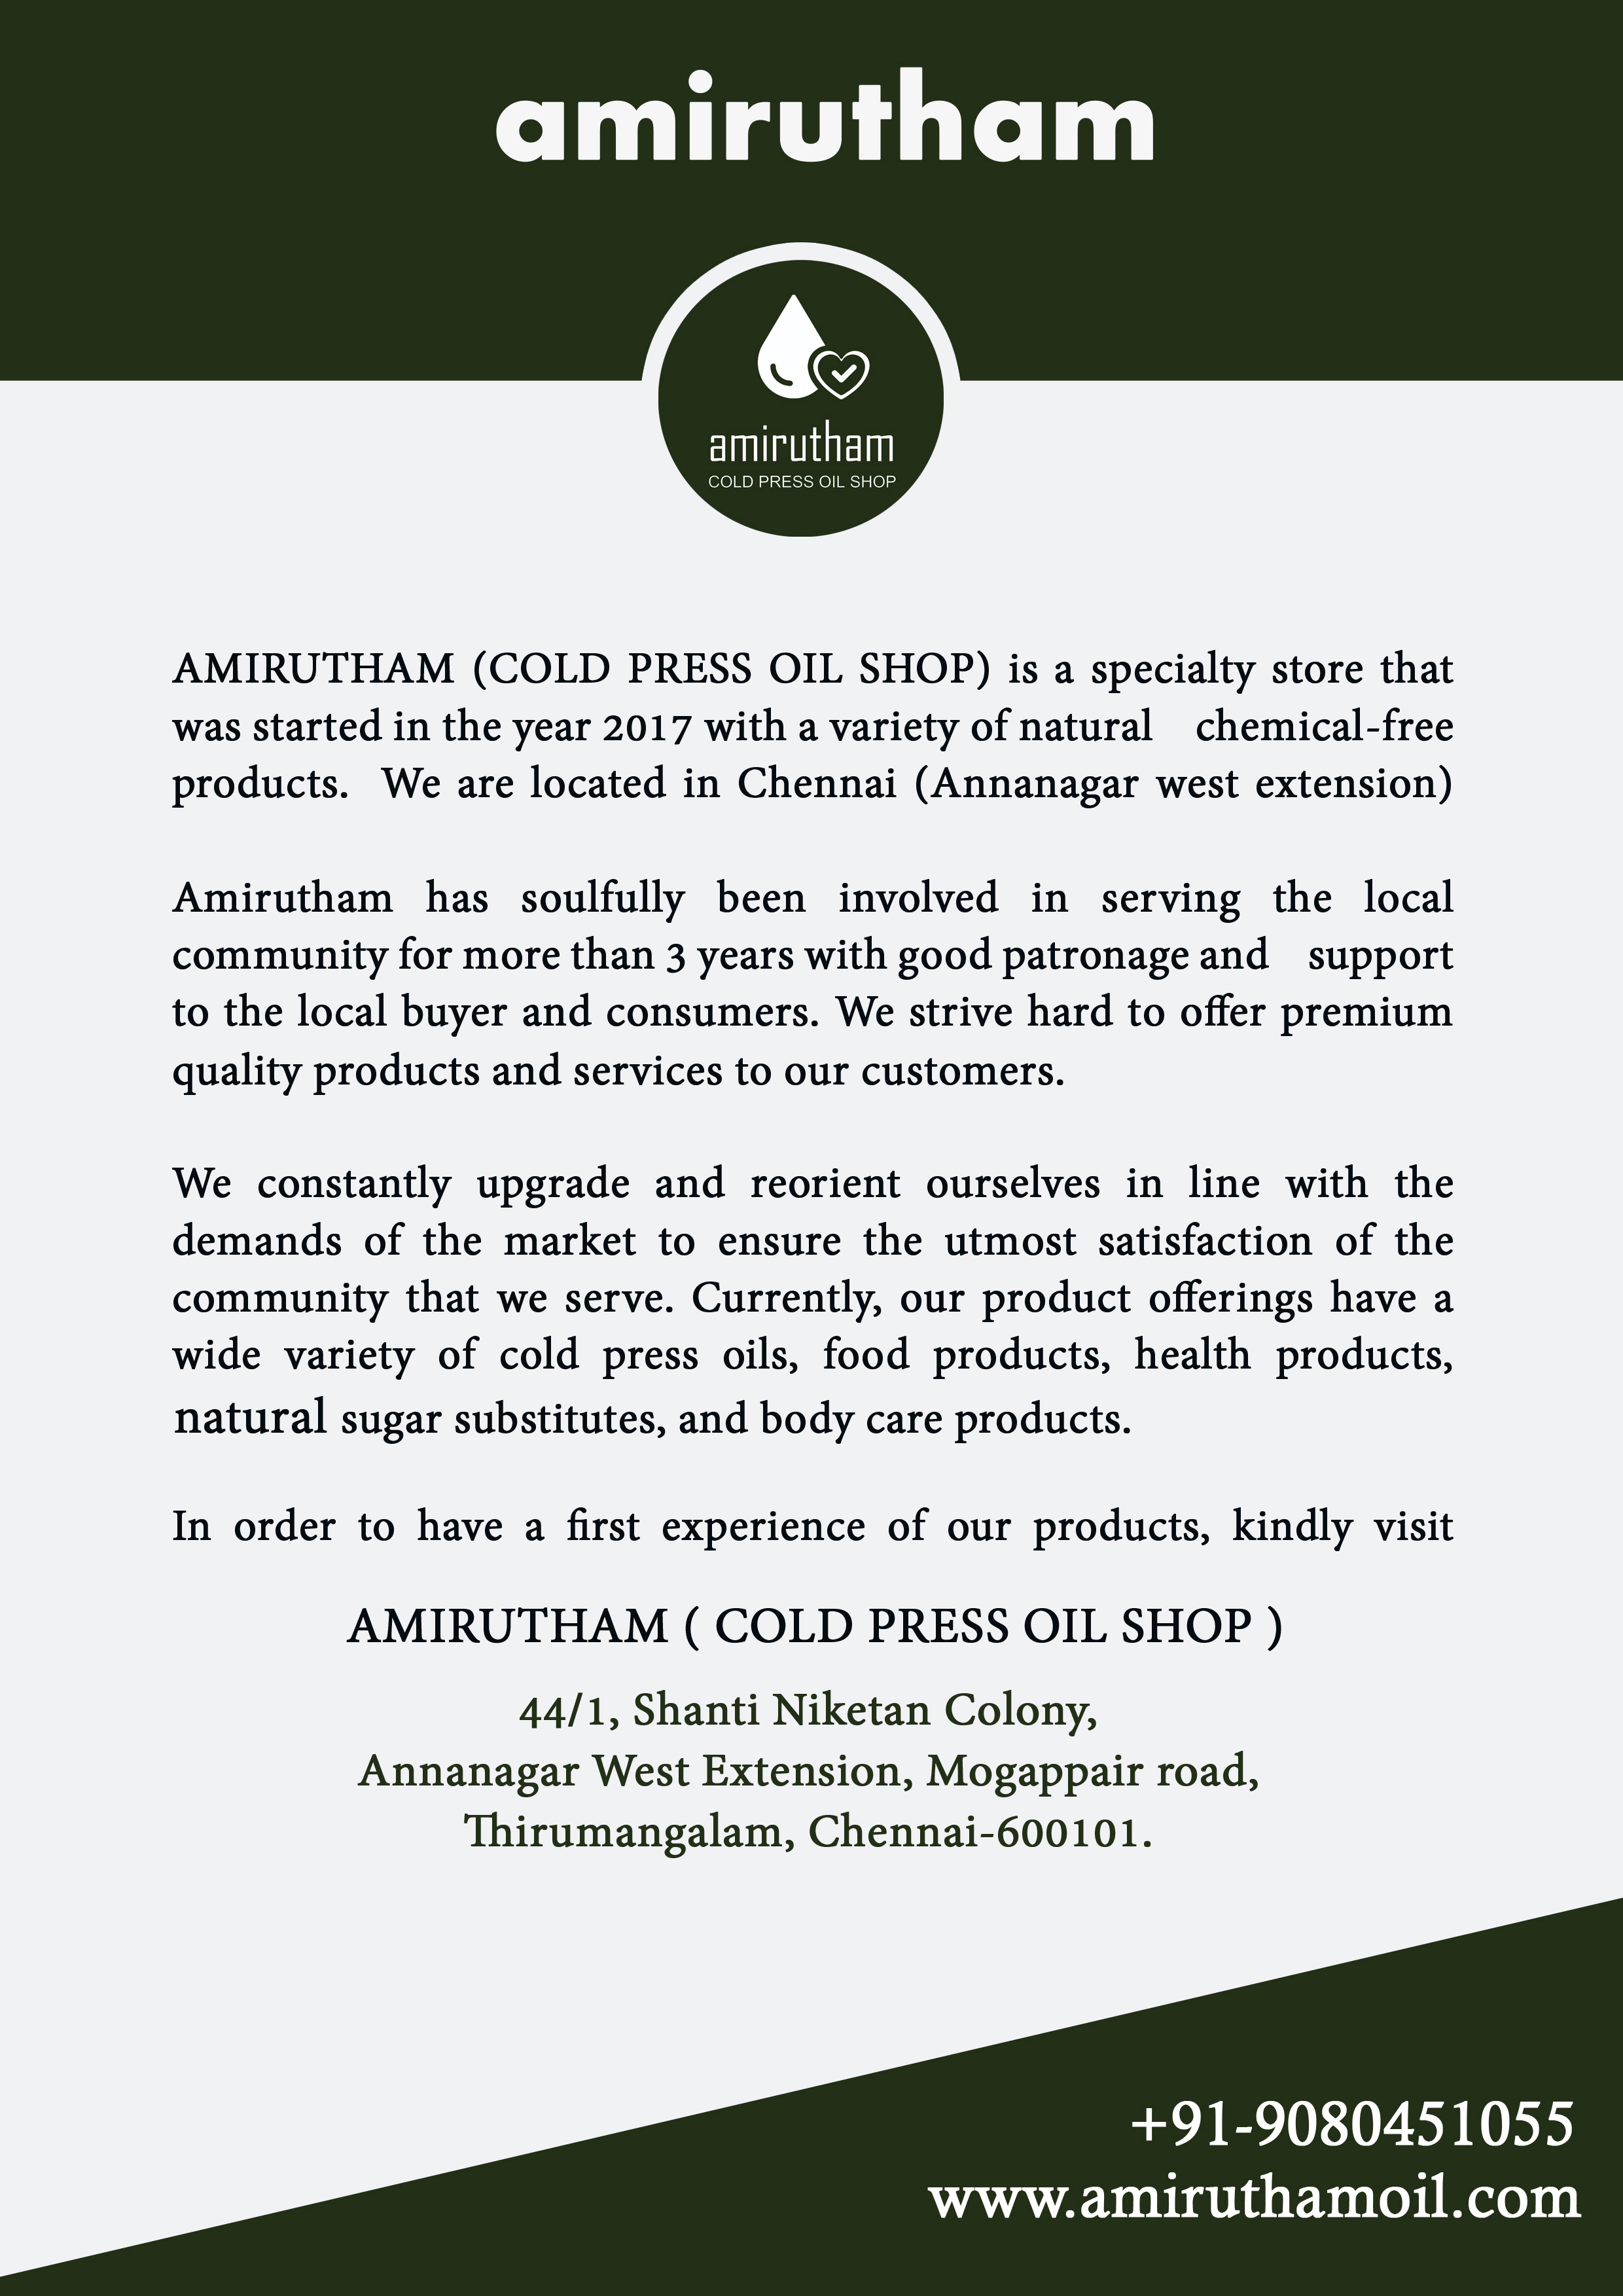 amirutham
amirutham
COLD PRESS OIL SHOP
AMIRUTHAM (COLD PRESS OIL SHOP) is a specialty store that
was started in the year 2017 with a variety of natural chemical-free
products. We are located in Chennai (Annanagar west extension)
Amirutham has soulfully been involved in serving the local
community for more than 3 years with good patronage and support
to the local buyer and consumers. We strive hard to offer premium
quality products and services to our customers.
We constantly upgrade and reorient ourselves in line with the
demands of the market to ensure the utmost satisfaction of the
community that we serve. Currently, our product offerings have a
wide variety of cold press oils, food products, health products,
natural sugar substitutes, and body care products.
In order to have a first experience of our products, kindly visit
AMIRUTHAM ( COLD PRESS OIL SHOP )
44/1, Shanti Niketan Colony,
Annanagar West Extension, Mogappair road,
Thirumangalam, Chennai-600101.
+91-9080451055
www.amiruthamoil.com